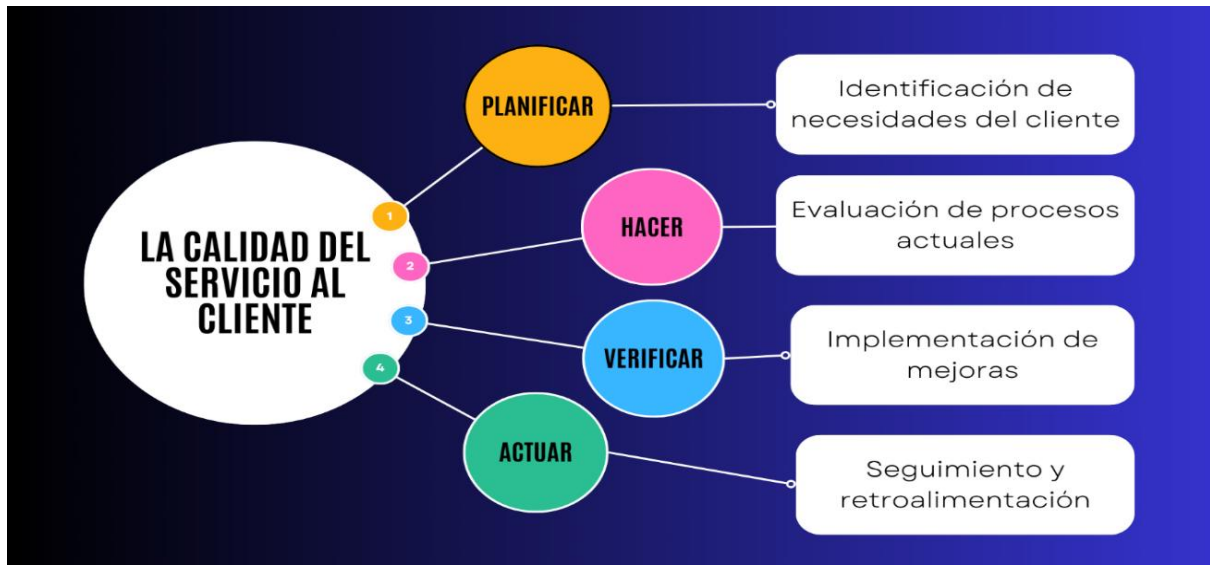 LA CALIDAD DEL
SERVICIO AL
CLIENTE
1
PLANIFICAR
Identificación de
necesidades del cliente
2
HACER
Evaluación de procesos
actuales
3
VERIFICAR
Implementación de
mejoras
4
ACTUAR
Seguimiento y
retroalimentación